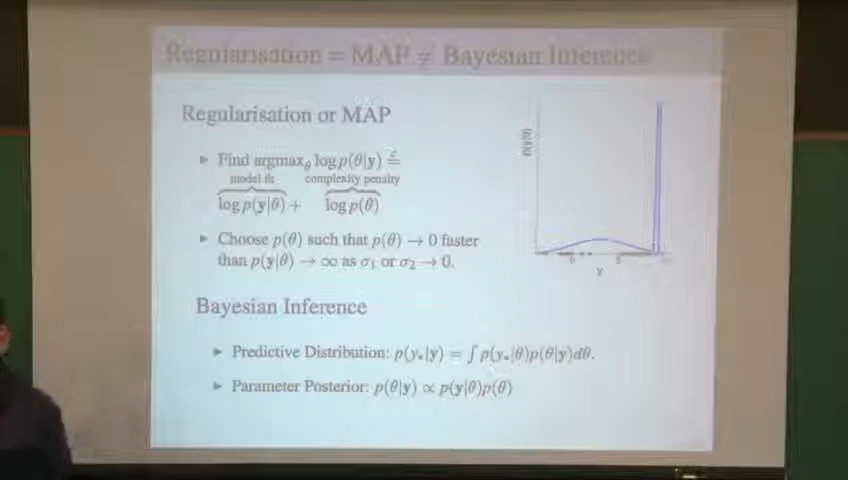 Regularisation = MAP ≠ Bayesian Inference
Regularisation or MAP
► Find argmax_θ log p(θ|y) =^c
model fit complexity penalty
log p(y|θ) + log p(θ)
► Choose p(θ) such that p(θ) → 0 faster
than p(y|θ) → ∞ as σ₁ or σ₂ → 0.
p(y|θ)
y
Bayesian Inference
► Predictive Distribution: p(y*|y) = ∫ p(y*|θ)p(θ|y)dθ.
► Parameter Posterior: p(θ|y) ∝ p(y|θ)p(θ)